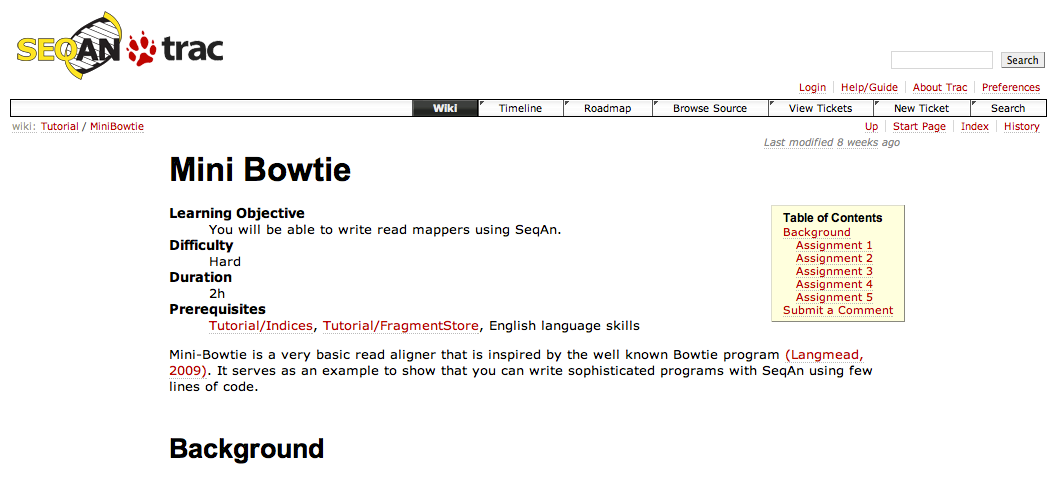 SEQAN trac
Search
Login Help/Guide About Trac Preferences
Wiki Timeline Roadmap Browse Source View Tickets New Ticket Search
wiki: Tutorial / MiniBowtie
Up Start Page Index History
Last modified 8 weeks ago
Mini Bowtie
Learning Objective
You will be able to write read mappers using SeqAn.
Difficulty
Hard
Duration
2h
Prerequisites
Tutorial/Indices, Tutorial/FragmentStore, English language skills
Table of Contents
Background
Assignment 1
Assignment 2
Assignment 3
Assignment 4
Assignment 5
Submit a Comment
Mini-Bowtie is a very basic read aligner that is inspired by the well known Bowtie program (Langmead,
2009). It serves as an example to show that you can write sophisticated programs with SeqAn using few
lines of code.
Background